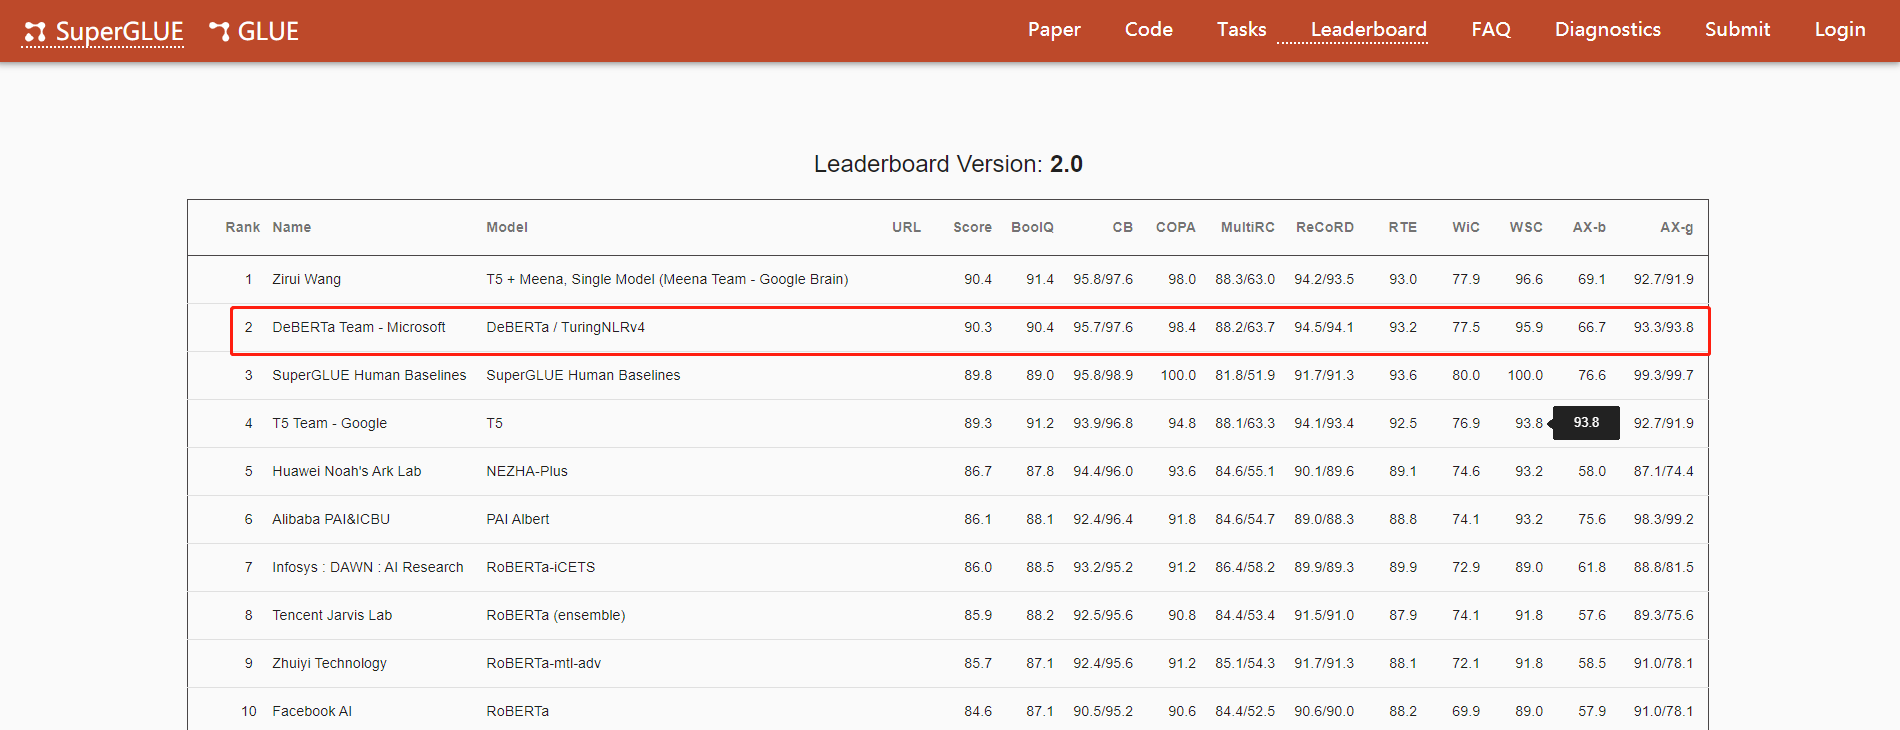 SuperGLUE GLUE Paper Code Tasks Leaderboard FAQ Diagnostics Submit Login
Leaderboard Version: 2.0
Rank Name Model URL Score BoolQ CB COPA MultiRC ReCoRD RTE WiC WSC AX-b AX-g
1 Zirui Wang T5 + Meena, Single Model (Meena Team - Google Brain) 90.4 91.4 95.8/97.6 98.0 88.3/63.0 94.2/93.5 93.0 77.9 96.6 69.1 92.7/91.9
2 DeBERTa Team - Microsoft DeBERTa / TuringNLRv4 90.3 90.4 95.7/97.6 98.4 88.2/63.7 94.5/94.1 93.2 77.5 95.9 66.7 93.3/93.8
3 SuperGLUE Human Baselines SuperGLUE Human Baselines 89.8 89.0 95.8/98.9 100.0 81.8/51.9 91.7/91.3 93.6 80.0 100.0 76.6 99.3/99.7
4 T5 Team - Google T5 89.3 91.2 93.9/96.8 94.8 88.1/63.3 94.1/93.4 92.5 76.9 93.8 93.8 92.7/91.9
5 Huawei Noah's Ark Lab NEZHA-Plus 86.7 87.8 94.4/96.0 93.6 84.6/55.1 90.1/89.6 89.1 74.6 93.2 58.0 87.1/74.4
6 Alibaba PAI&ICBU PAI Albert 86.1 88.1 92.4/96.4 91.8 84.6/54.7 89.0/88.3 88.8 74.1 93.2 75.6 98.3/99.2
7 Infosys : DAWN : AI Research RoBERTa-iCETS 86.0 88.5 93.2/95.2 91.2 86.4/58.2 89.9/89.3 89.9 72.9 89.0 61.8 88.8/81.5
8 Tencent Jarvis Lab RoBERTa (ensemble) 85.9 88.2 92.5/95.6 90.8 84.4/53.4 91.5/91.0 87.9 74.1 91.8 57.6 89.3/75.6
9 Zhuiyi Technology RoBERTa-mtl-adv 85.7 87.1 92.4/95.6 91.2 85.1/54.3 91.7/91.3 88.1 72.1 91.8 58.5 91.0/78.1
10 Facebook AI RoBERTa 84.6 87.1 90.5/95.2 90.6 84.4/52.5 90.6/90.0 88.2 69.9 89.0 57.9 91.0/78.1